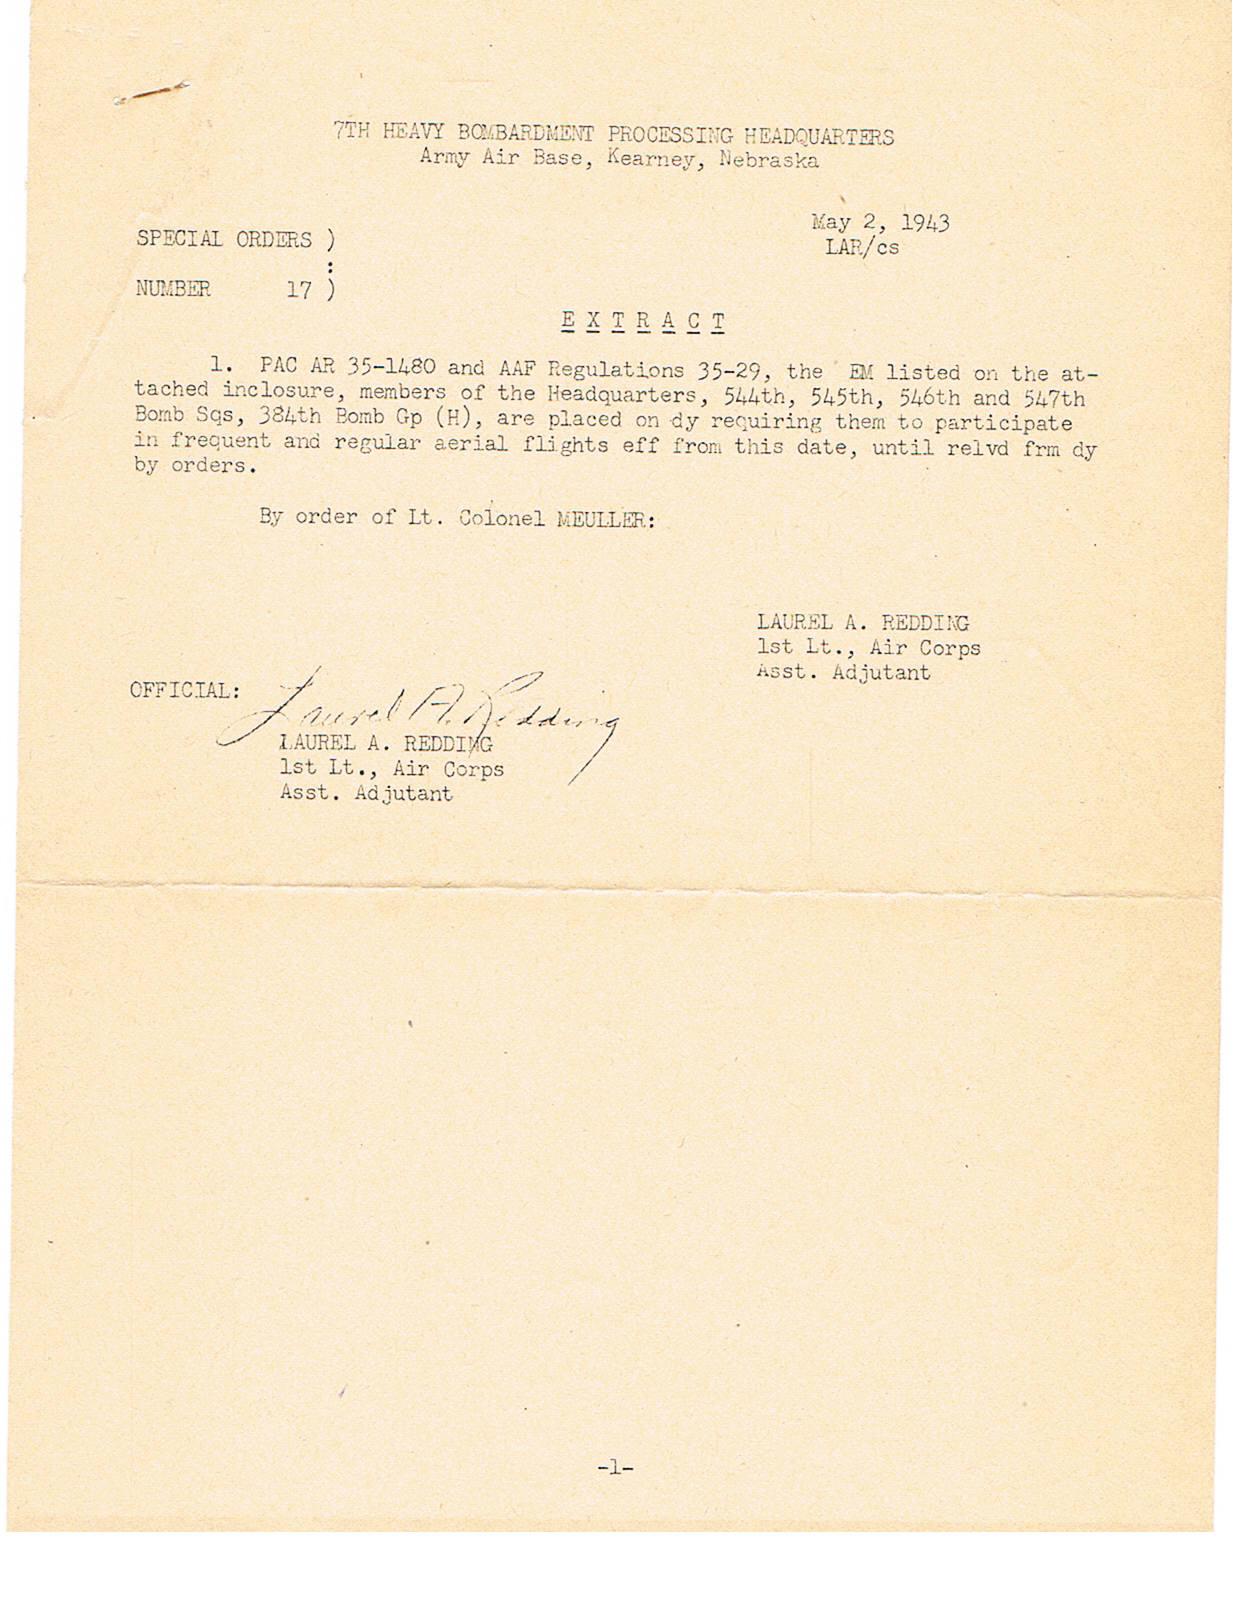 7TH HEAVY BOMBARDMENT PROCESSING HEADQUARTERS
Army Air Base, Kearney, Nebraska
May 2, 1943
LAR/cs
SPECIAL ORDERS )
:
NUMBER 17 )
E X T R A C T
1. PAC AR 35-1480 and AAF Regulations 35-29, the EM listed on the at-
tached inclosure, members of the Headquarters, 544th, 545th, 546th and 547th
Bomb Sqs, 384th Bomb Gp (H), are placed on dy requiring them to participate
in frequent and regular aerial flights eff from this date, until relvd frm dy
by orders.
By order of Lt. Colonel MEULLER:
LAUREL A. REDDING
1st Lt., Air Corps
Asst. Adjutant
OFFICIAL:
Laurel A. Redding
LAUREL A. REDDING
1st Lt., Air Corps
Asst. Adjutant
-1-